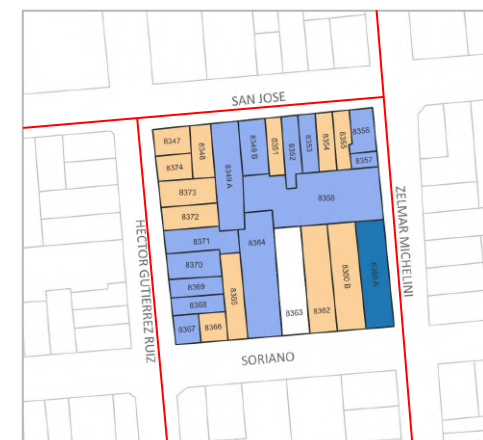 SAN JOSE
8347
8348
8349 A
8349 B
8351
8352
8353
8354
8355
8356
8357
8374
8373
8372
8358
ZELMAR MICHELINI
HECTOR GUTIERREZ RUIZ
8371
8364
8370
8369
8368
8367
8366
8365
8363
8362
8360 B
8360 A
SORIANO